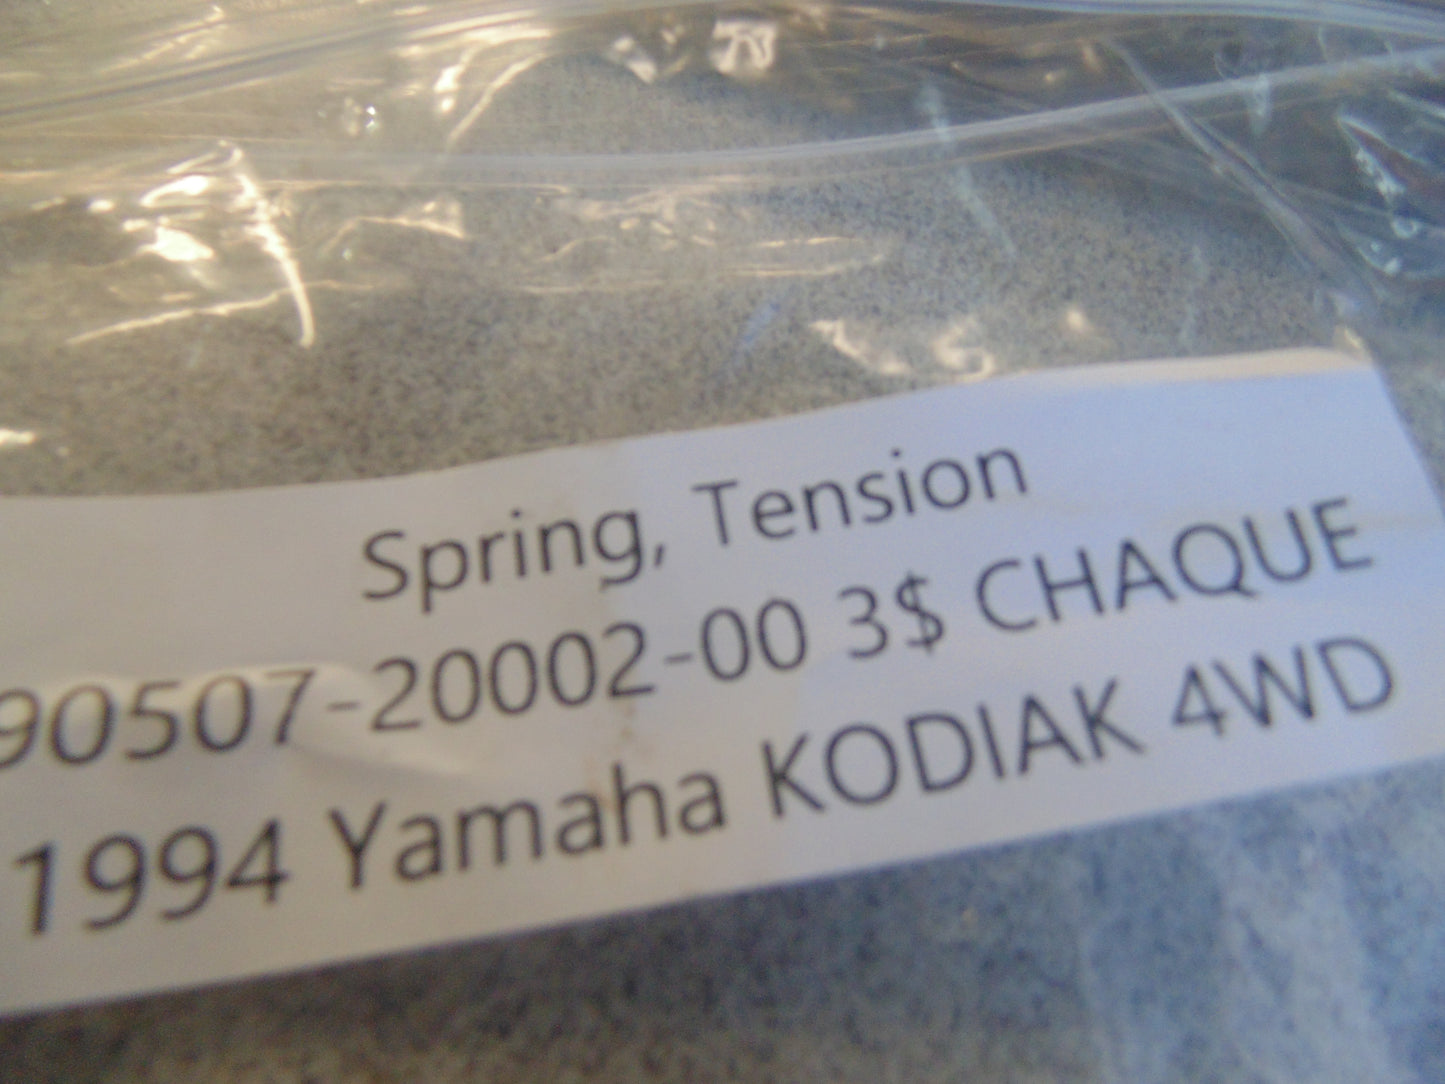 Spring, Tension
90507-20002-00 3$ CHAQUE
1994 Yamaha KODIAK 4WD